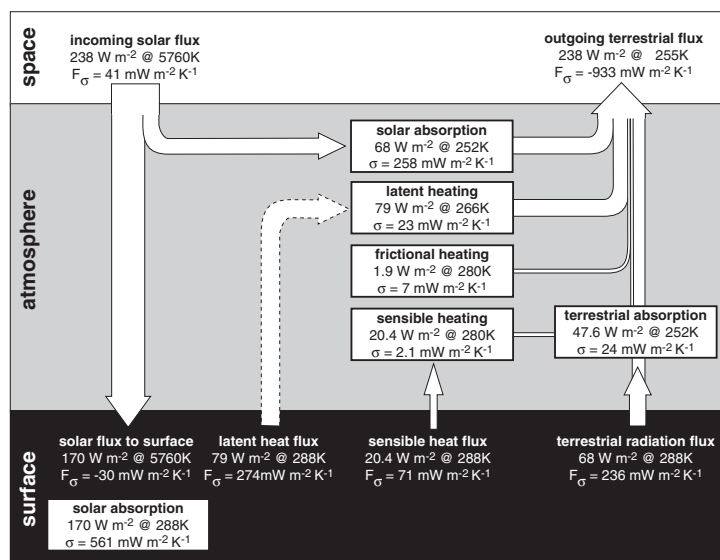 space
incoming solar flux
238 W m-2 @ 5760K
Fσ = 41 mW m-2 K-1
outgoing terrestrial flux
238 W m-2 @ 255K
Fσ = -933 mW m-2 K-1
atmosphere
solar absorption
68 W m-2 @ 252K
σ = 258 mW m-2 K-1
latent heating
79 W m-2 @ 266K
σ = 23 mW m-2 K-1
frictional heating
1.9 W m-2 @ 280K
σ = 7 mW m-2 K-1
sensible heating
20.4 W m-2 @ 280K
σ = 2.1 mW m-2 K-1
terrestrial absorption
47.6 W m-2 @ 252K
σ = 24 mW m-2 K-1
surface
solar flux to surface
170 W m-2 @ 5760K
Fσ = -30 mW m-2 K-1
latent heat flux
79 W m-2 @ 288K
Fσ = 274mW m-2 K-1
sensible heat flux
20.4 W m-2 @ 288K
Fσ = 71 mW m-2 K-1
terrestrial radiation flux
68 W m-2 @ 288K
Fσ = 236 mW m-2 K-1
solar absorption
170 W m-2 @ 288K
σ = 561 mW m-2 K-1